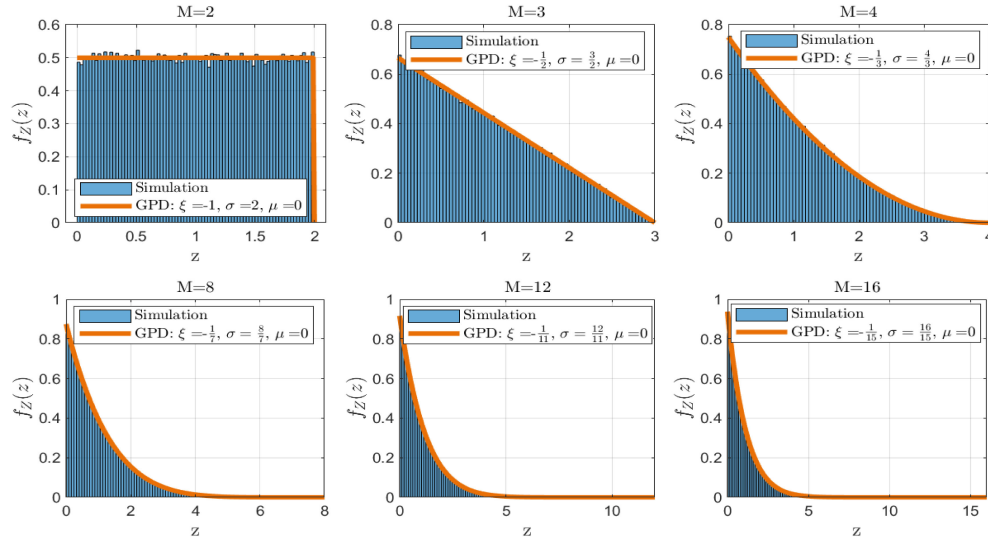 M=2
0.6
0.5
0.4
0.3
0.2
0.1
0
f_Z(z)
Simulation
GPD: ξ =-1, σ =2, μ =0
0 0.5 1 1.5 2
z
M=3
0.8
0.6
0.4
0.2
0
f_Z(z)
Simulation
GPD: ξ =-1/2, σ = 3/2, μ =0
0 1 2 3
z
M=4
0.8
0.6
0.4
0.2
0
f_Z(z)
Simulation
GPD: ξ =-1/3, σ = 4/3, μ =0
0 1 2 3 4
z
M=8
1
0.8
0.6
0.4
0.2
0
f_Z(z)
Simulation
GPD: ξ =-1/7, σ = 8/7, μ =0
0 2 4 6 8
z
M=12
1
0.8
0.6
0.4
0.2
0
f_Z(z)
Simulation
GPD: ξ =-1/11, σ = 12/11, μ =0
0 5 10
z
M=16
1
0.8
0.6
0.4
0.2
0
f_Z(z)
Simulation
GPD: ξ =-1/15, σ = 16/15, μ =0
0 5 10 15
z